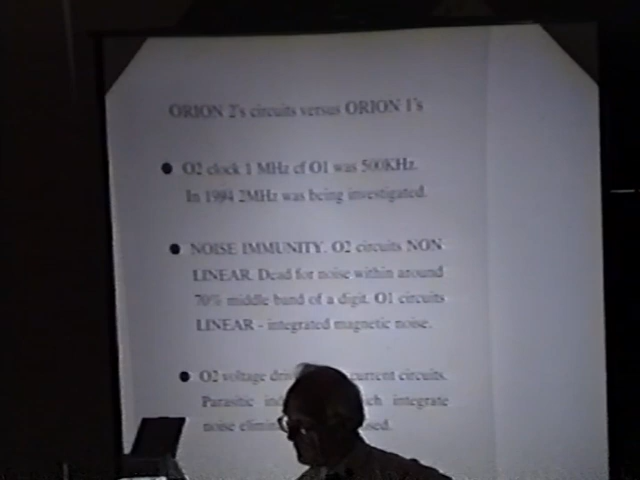 ORION 2's circuits versus ORION 1's
● O2 clock 1 MHz cf O1 was 500KHz.
In 1994 2MHz was being investigated.
● NOISE IMMUNITY. O2 circuits NON
LINEAR. Dead for noise within around
70% middle band of a digit. O1 circuits
LINEAR - integrated magnetic noise.
● O2 voltage current circuits.
Parasitic integrate
noise